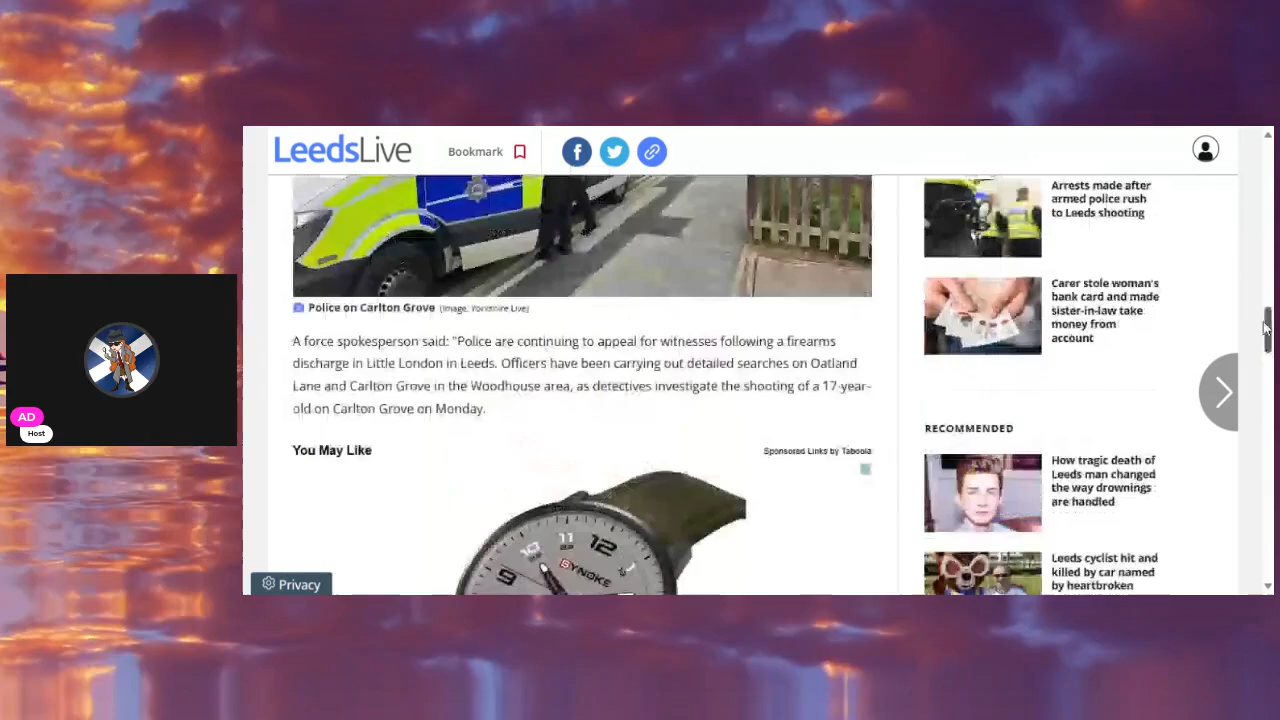 LeedsLive
Bookmark
Police on Carlton Grove (Image: Yorkshire Live)
A force spokesperson said: "Police are continuing to appeal for witnesses following a firearms
discharge in Little London in Leeds. Officers have been carrying out detailed searches on Oatland
Lane and Carlton Grove in the Woodhouse area, as detectives investigate the shooting of a 17-year-
old on Carlton Grove on Monday.
You May Like
Sponsored Links by Taboola
9
10
11
12
SYNOKE
Privacy
Arrests made after
armed police rush
to Leeds shooting
Carer stole woman's
bank card and made
sister-in-law take
money from
account
RECOMMENDED
How tragic death of
Leeds man changed
the way drownings
are handled
Leeds cyclist hit and
killed by car named
by heartbroken
AD
Host